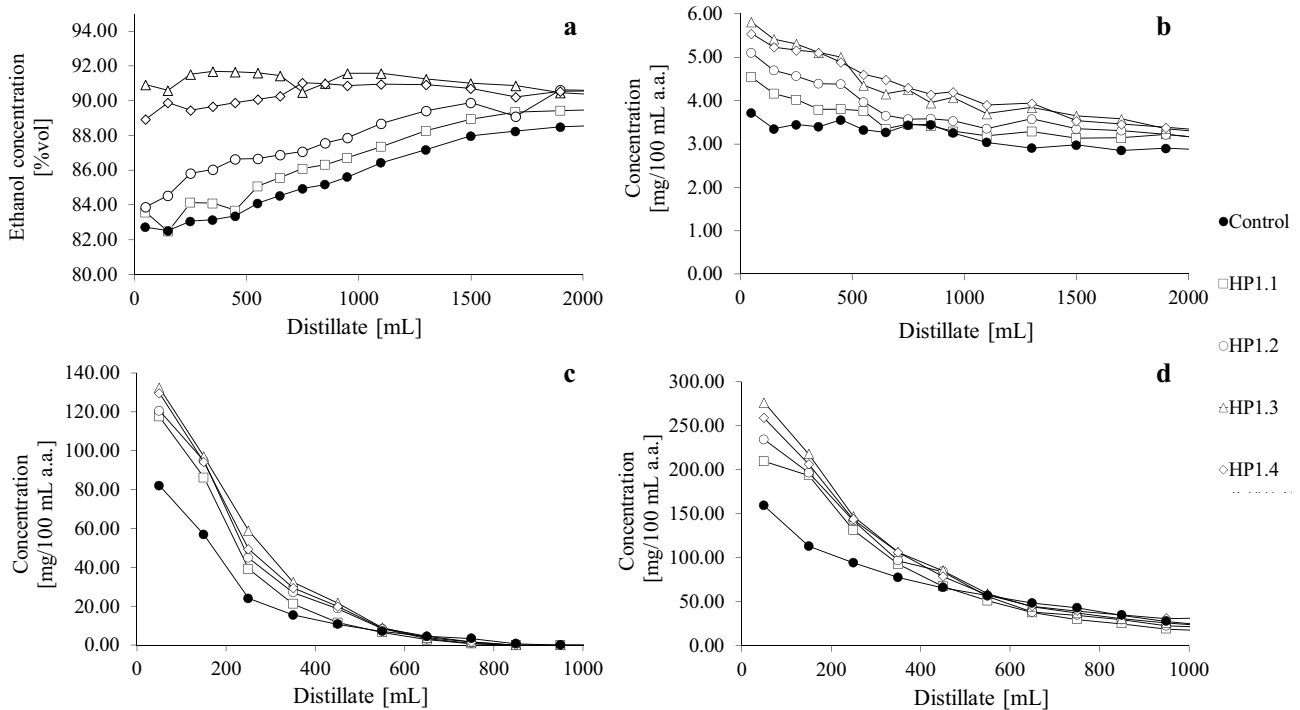 a
94.00
92.00
90.00
88.00
86.00
84.00
82.00
80.00
Ethanol concentration
[%vol]
0
500
1000
1500
2000
Distillate [mL]
b
6.00
5.00
4.00
3.00
2.00
1.00
0.00
Concentration
[mg/100 mL a.a.]
0
500
1000
1500
2000
Distillate [mL]
Control
HP1.1
HP1.2
HP1.3
HP1.4
c
140.00
120.00
100.00
80.00
60.00
40.00
20.00
0.00
Concentration
[mg/100 mL a.a.]
0
200
400
600
800
1000
Distillate [mL]
d
300.00
250.00
200.00
150.00
100.00
50.00
0.00
Concentration
[mg/100 mL a.a.]
0
200
400
600
800
1000
Distillate [mL]